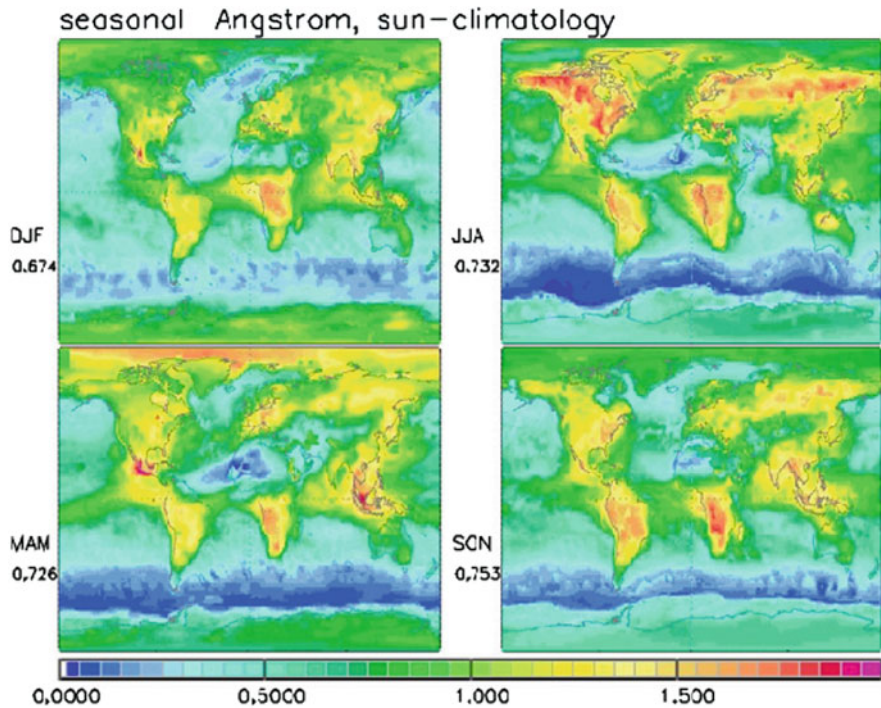 seasonal Angstrom, sun-climatology
DJF
0.674
JJA
0.732
MAM
0.726
SON
0.753
0.0000 0.5000 1.000 1.500